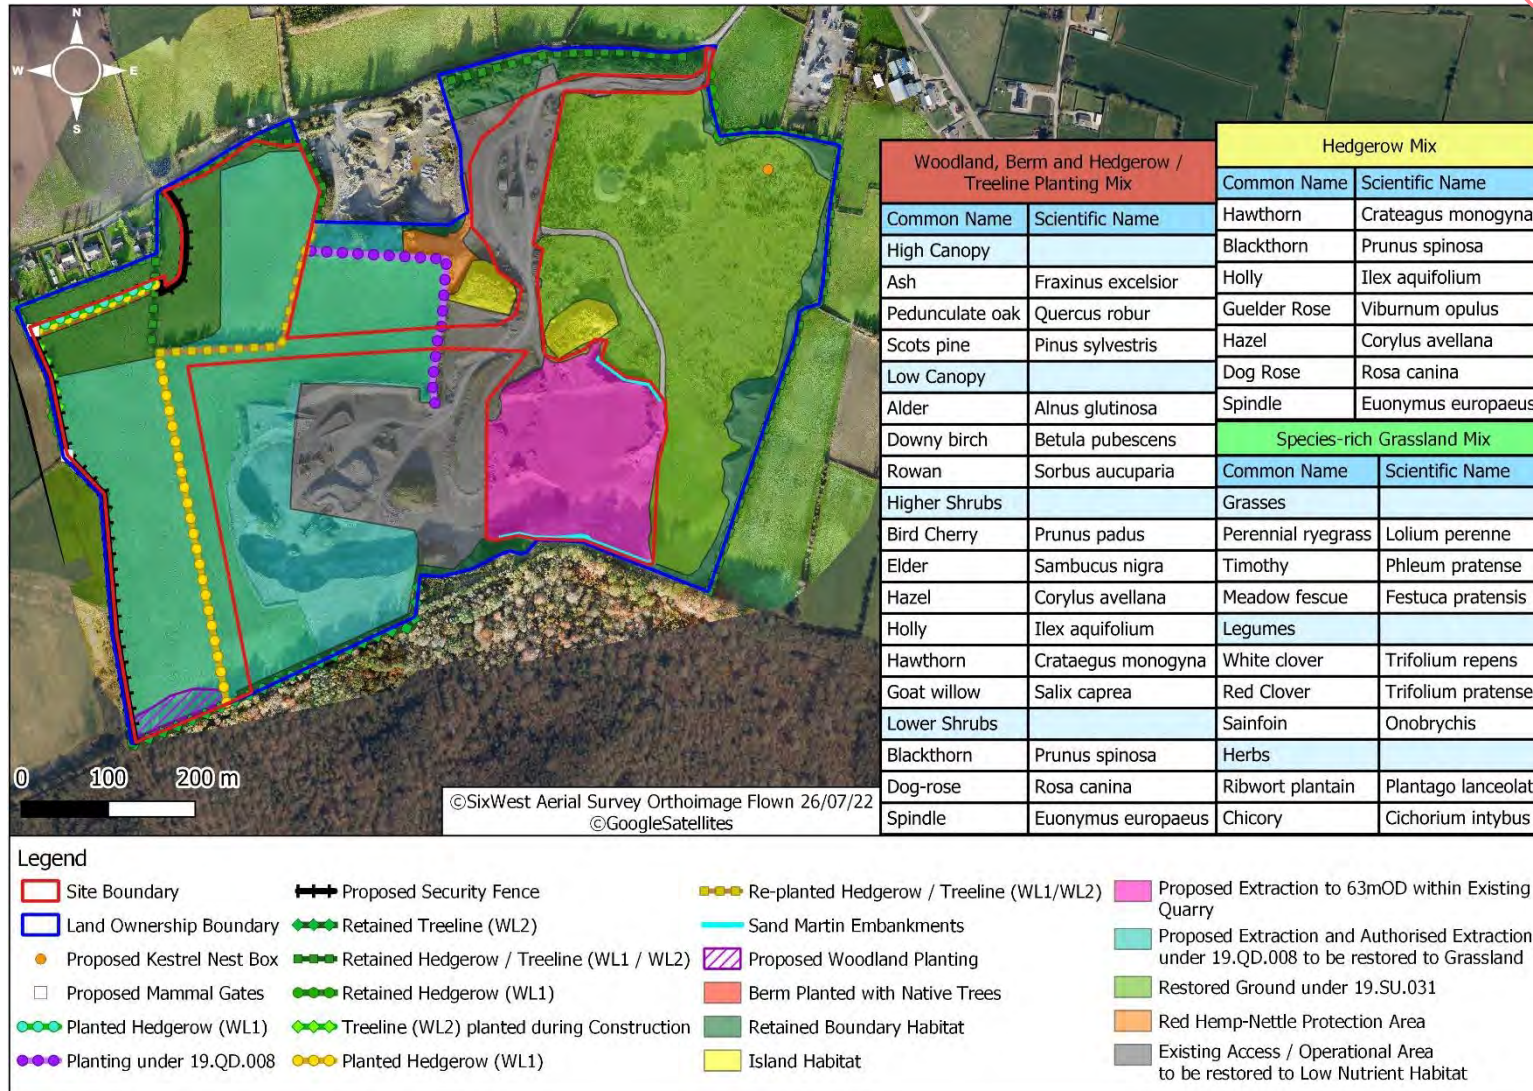 N
W E
S
Woodland, Berm and Hedgerow /
Treeline Planting Mix
Common Name Scientific Name
High Canopy
Ash Fraxinus excelsior
Pedunculate oak Quercus robur
Scots pine Pinus sylvestris
Low Canopy
Alder Alnus glutinosa
Downy birch Betula pubescens
Rowan Sorbus aucuparia
Higher Shrubs
Bird Cherry Prunus padus
Elder Sambucus nigra
Hazel Corylus avellana
Holly Ilex aquifolium
Hawthorn Crataegus monogyna
Goat willow Salix caprea
Lower Shrubs
Blackthorn Prunus spinosa
Dog-rose Rosa canina
Spindle Euonymus europaeus
Hedgerow Mix
Common Name Scientific Name
Hawthorn Crateagus monogyna
Blackthorn Prunus spinosa
Holly Ilex aquifolium
Guelder Rose Viburnum opulus
Hazel Corylus avellana
Dog Rose Rosa canina
Spindle Euonymus europaeus
Species-rich Grassland Mix
Common Name Scientific Name
Grasses
Perennial ryegrass Lolium perenne
Timothy Phleum pratense
Meadow fescue Festuca pratensis
Legumes
White clover Trifolium repens
Red Clover Trifolium pratense
Sainfoin Onobrychis
Herbs
Ribwort plantain Plantago lanceolat
Chicory Cichorium intybus
0 100 200 m
©SixWest Aerial Survey Orthoimage Flown 26/07/22
©GoogleSatellites
Legend
Site Boundary
Land Ownership Boundary
Proposed Kestrel Nest Box
Proposed Mammal Gates
Planted Hedgerow (WL1)
Planting under 19.QD.008
Proposed Security Fence
Retained Treeline (WL2)
Retained Hedgerow / Treeline (WL1 / WL2)
Retained Hedgerow (WL1)
Treeline (WL2) planted during Construction
Planted Hedgerow (WL1)
Re-planted Hedgerow / Treeline (WL1/WL2)
Sand Martin Embankments
Proposed Woodland Planting
Berm Planted with Native Trees
Retained Boundary Habitat
Island Habitat
Proposed Extraction to 63mOD within Existing
Quarry
Proposed Extraction and Authorised Extraction
under 19.QD.008 to be restored to Grassland
Restored Ground under 19.SU.031
Red Hemp-Nettle Protection Area
Existing Access / Operational Area
to be restored to Low Nutrient Habitat